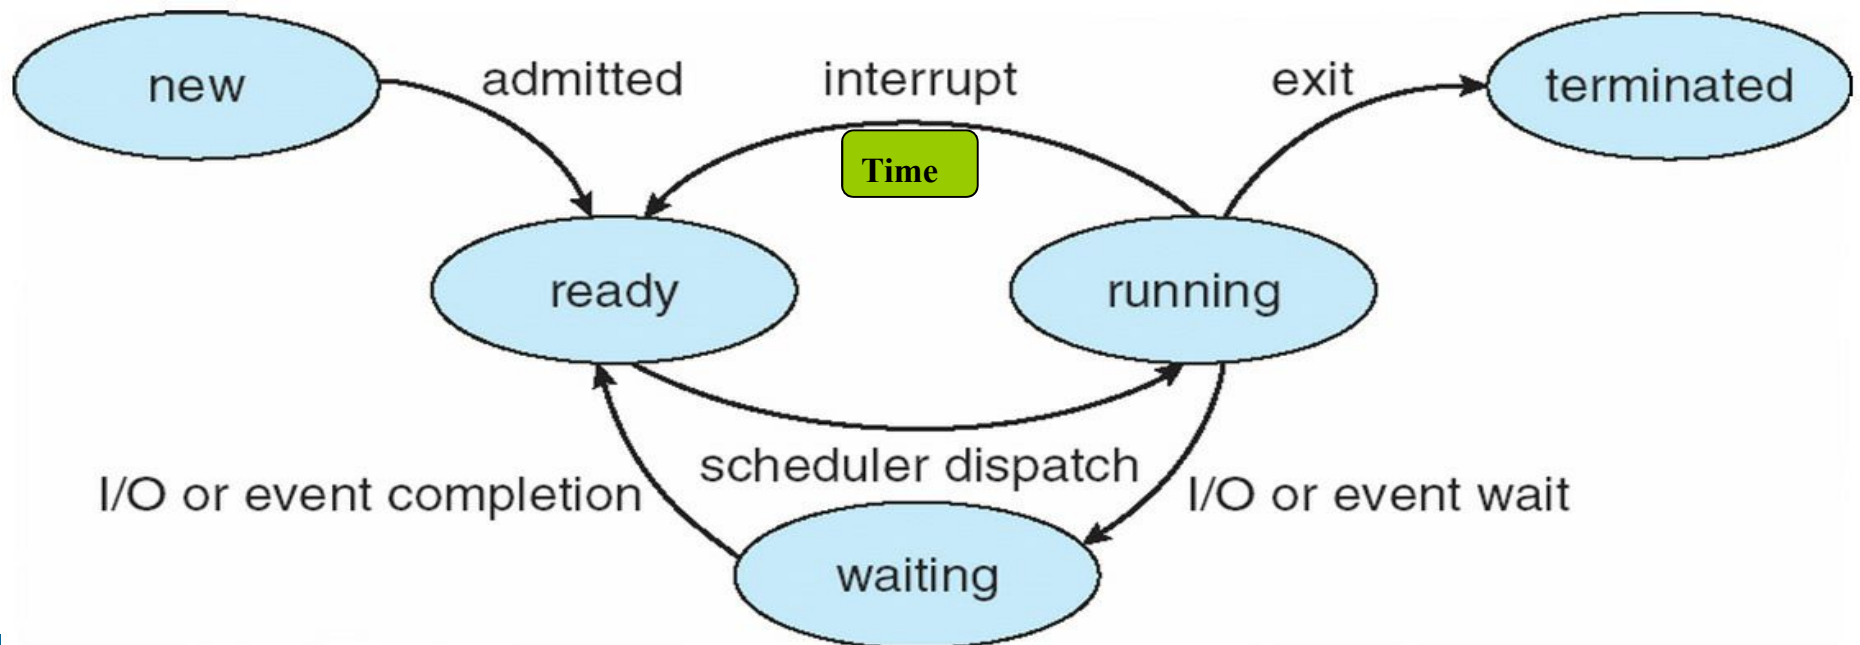 new
admitted
interrupt
exit
terminated
Time
ready
running
scheduler dispatch
I/O or event completion
I/O or event wait
waiting